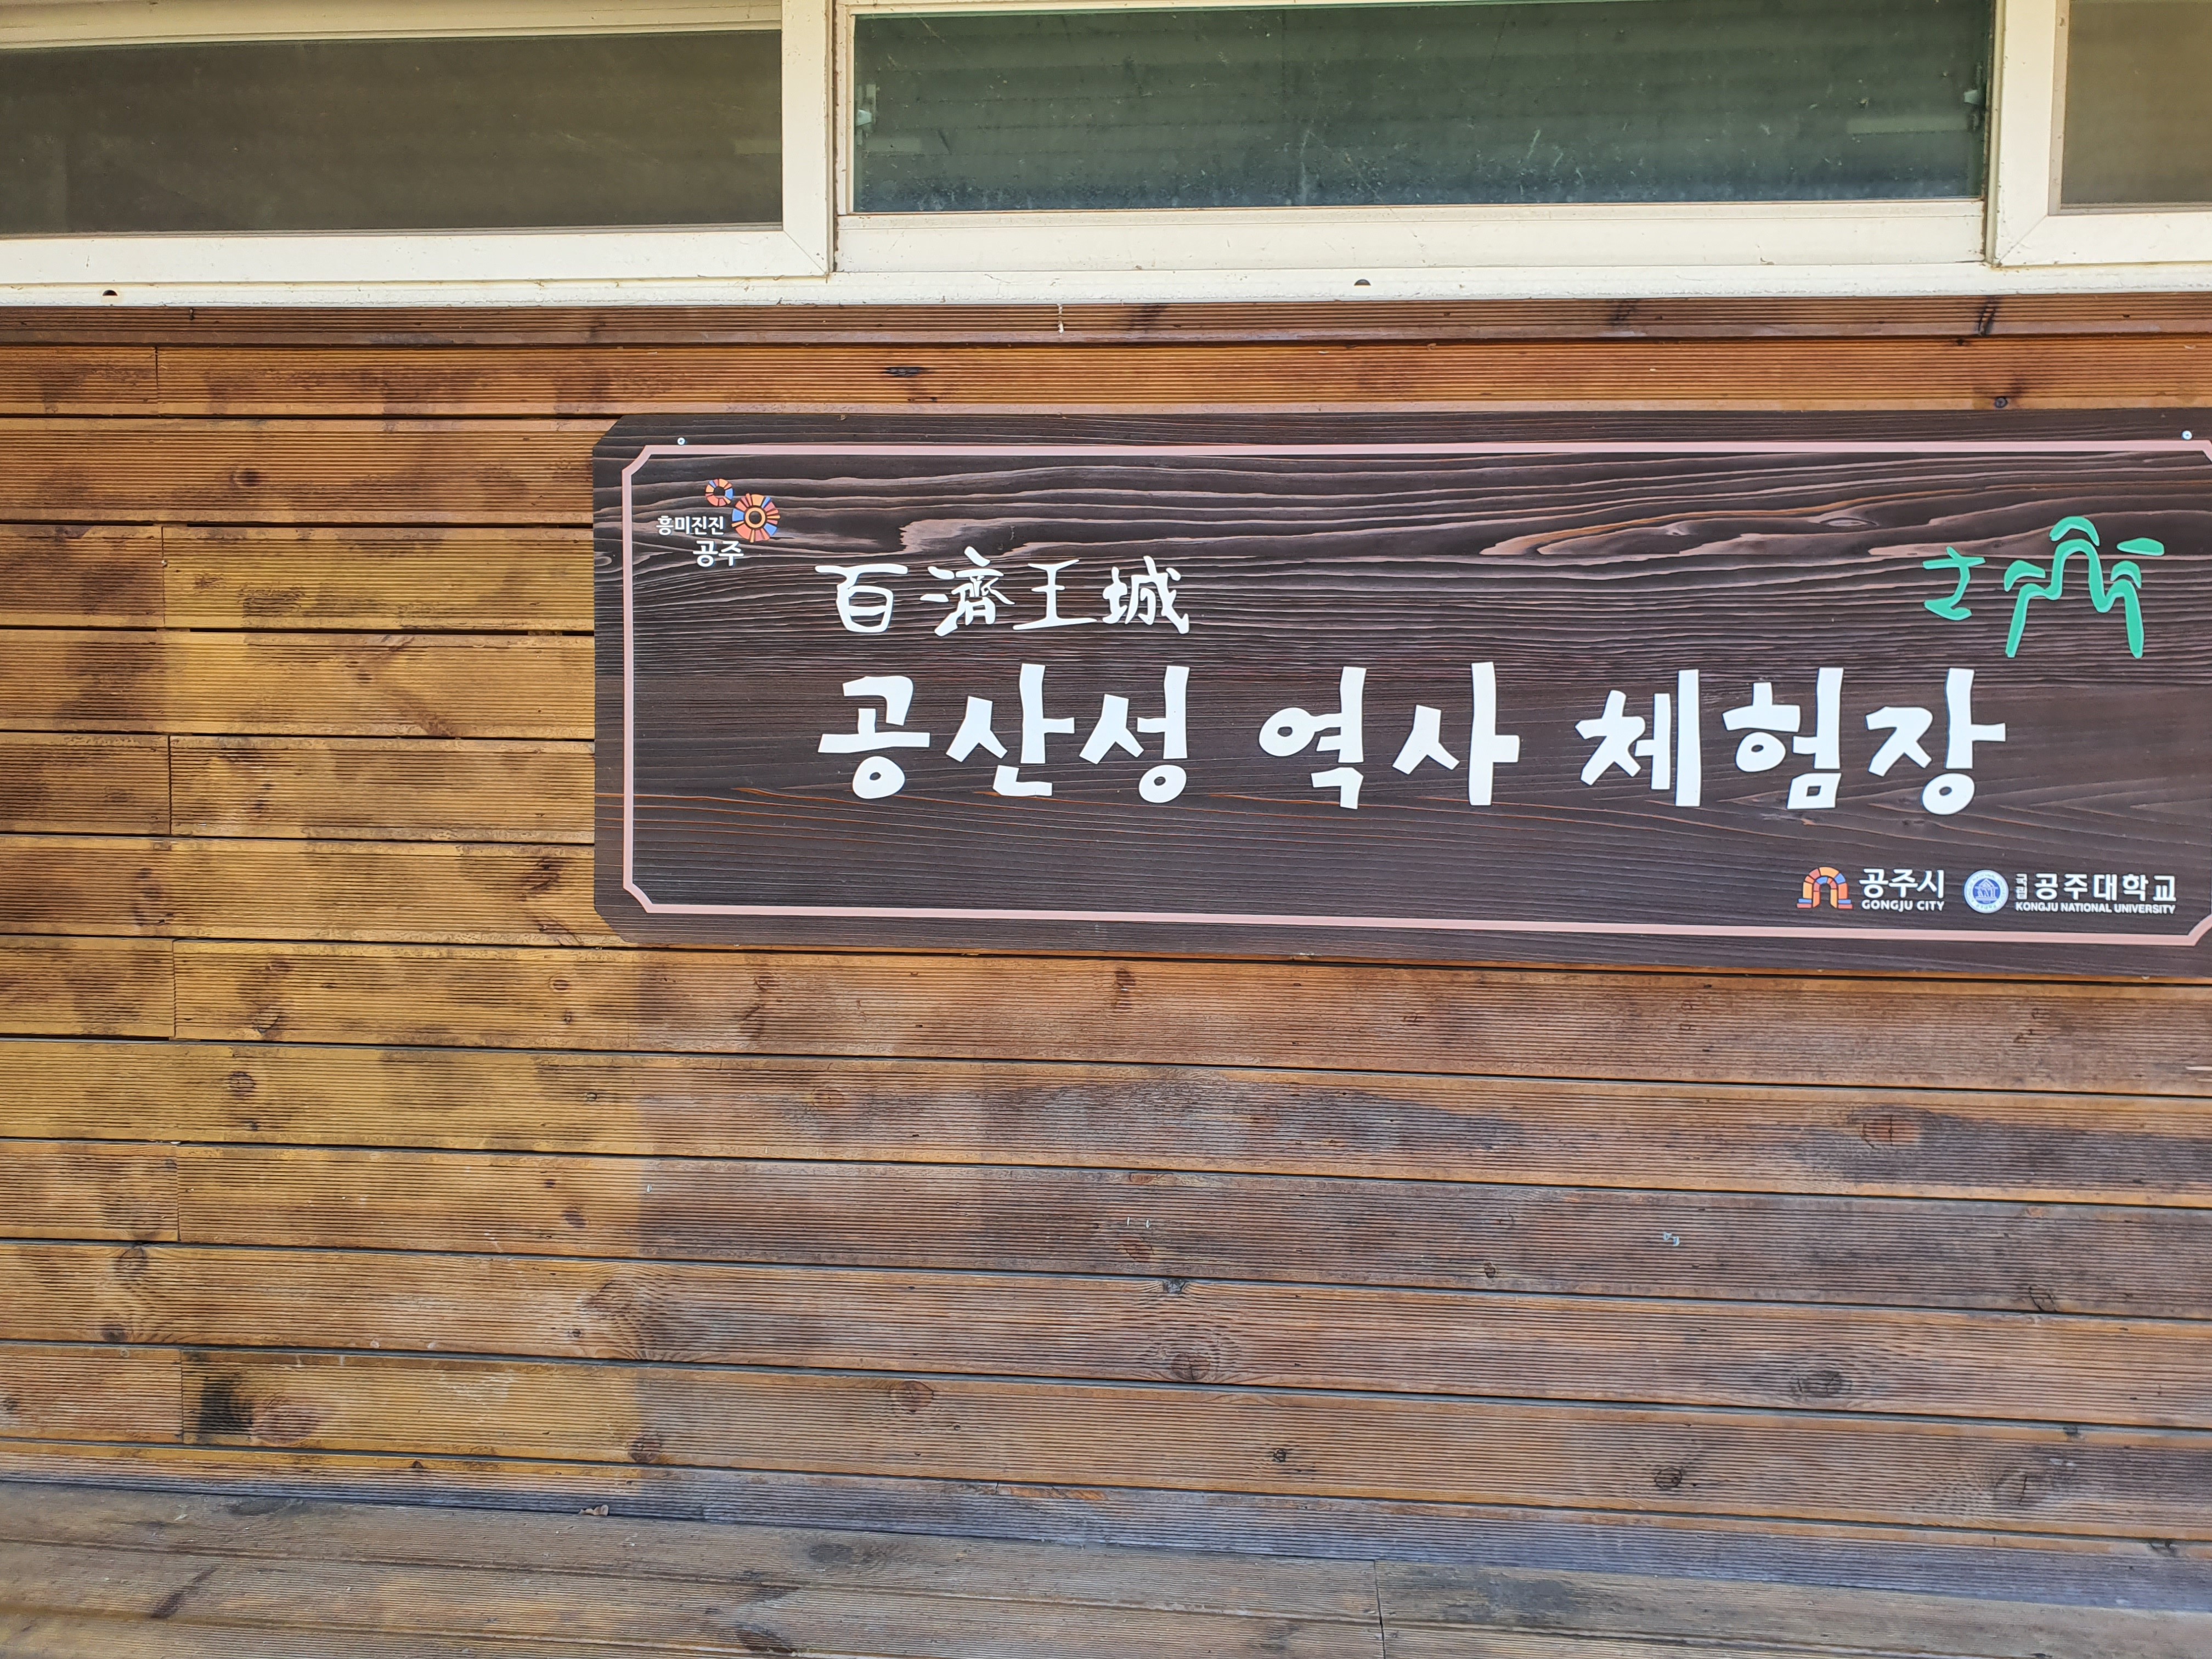 흥미진진
공주
百濟王城
공산성 역사 체험장
공주시
GONGJU CITY
국립 공주대학교
KONGJU NATIONAL UNIVERSITY